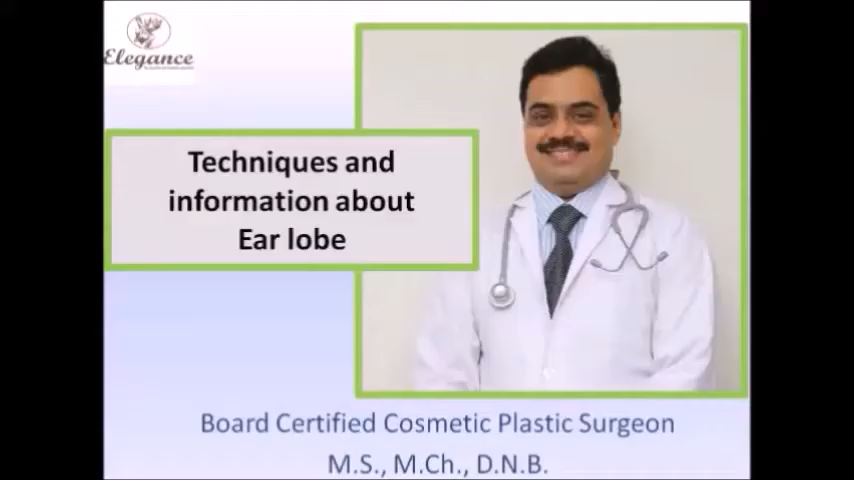 Elegance
Techniques and
information about
Ear lobe
Board Certified Cosmetic Plastic Surgeon
M.S., M.Ch., D.N.B.